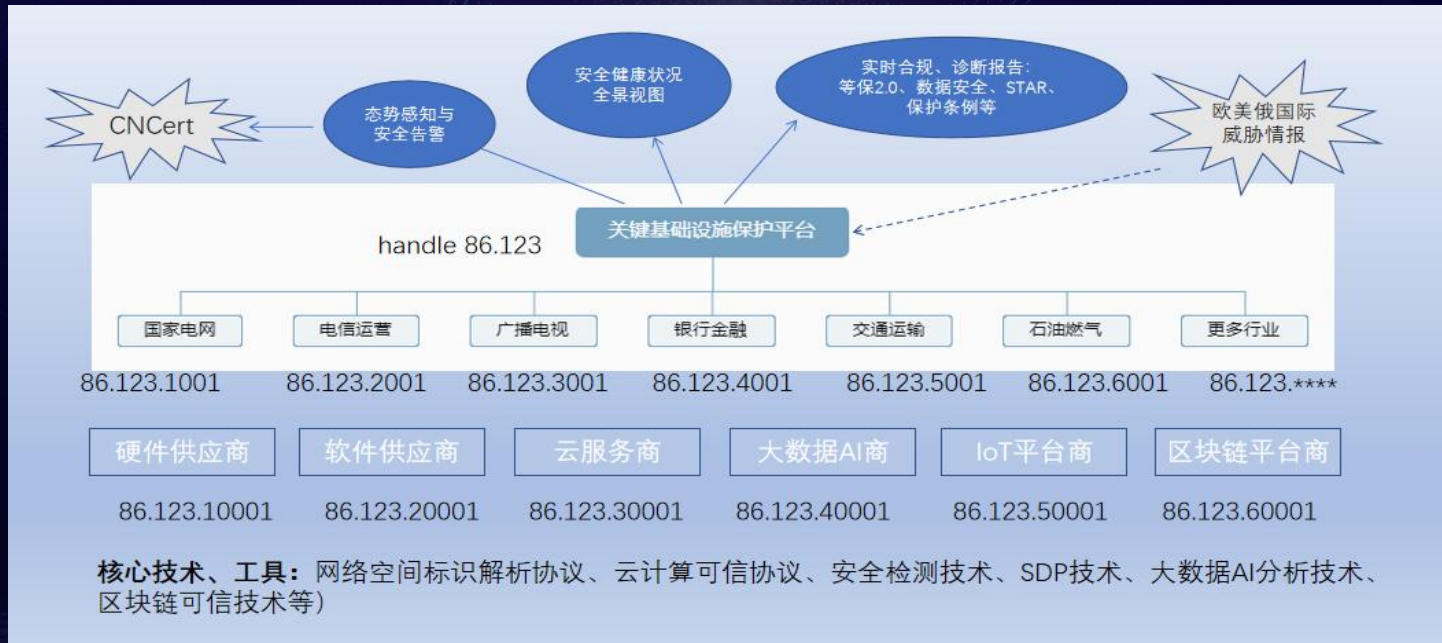 安全健康状况
全景视图
实时合规、诊断报告:
等保2.0、数据安全、STAR、
保护条例等
态势感知与
安全告警
CNCert
欧美俄国际
威胁情报
关键基础设施保护平台
handle 86.123
国家电网 电信运营 广播电视 银行金融 交通运输 石油燃气 更多行业
86.123.1001 86.123.2001 86.123.3001 86.123.4001 86.123.5001 86.123.6001 86.123.****
硬件供应商 软件供应商 云服务商 大数据AI商 IoT平台商 区块链平台商
86.123.10001 86.123.20001 86.123.30001 86.123.40001 86.123.50001 86.123.60001
核心技术、工具：网络空间标识解析协议、云计算可信协议、安全检测技术、SDP技术、大数据AI分析技术、
区块链可信技术等）